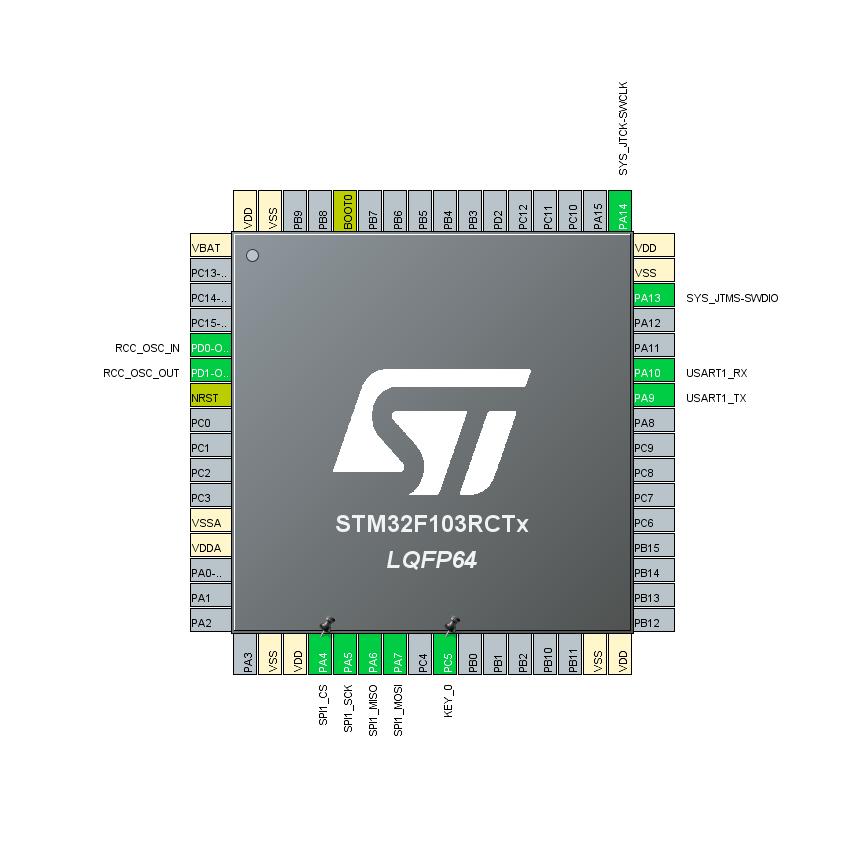 SYS_JTCK-SWCLK
VDD
VSS
PB9
PB8
BOOT0
PB7
PB6
PB5
PB4
PB3
PD2
PC12
PC11
PC10
PA15
PA14
VBAT
PC13-..
PC14-..
PC15-..
RCC_OSC_IN PD0-O..
RCC_OSC_OUT PD1-O..
NRST
PC0
PC1
PC2
PC3
VSSA
VDDA
PA0-..
PA1
PA2
VDD
VSS
PA13 SYS_JTMS-SWDIO
PA12
PA11
PA10 USART1_RX
PA9 USART1_TX
PA8
PC9
PC8
PC7
PC6
PB15
PB14
PB13
PB12
ST
STM32F103RCTx
LQFP64
PA3
VSS
VDD
PA4
PA5
PA6
PA7
PC4
PC5
PB0
PB1
PB2
PB10
PB11
VSS
VDD
SPI1_CS
SPI1_SCK
SPI1_MISO
SPI1_MOSI
KEY_0